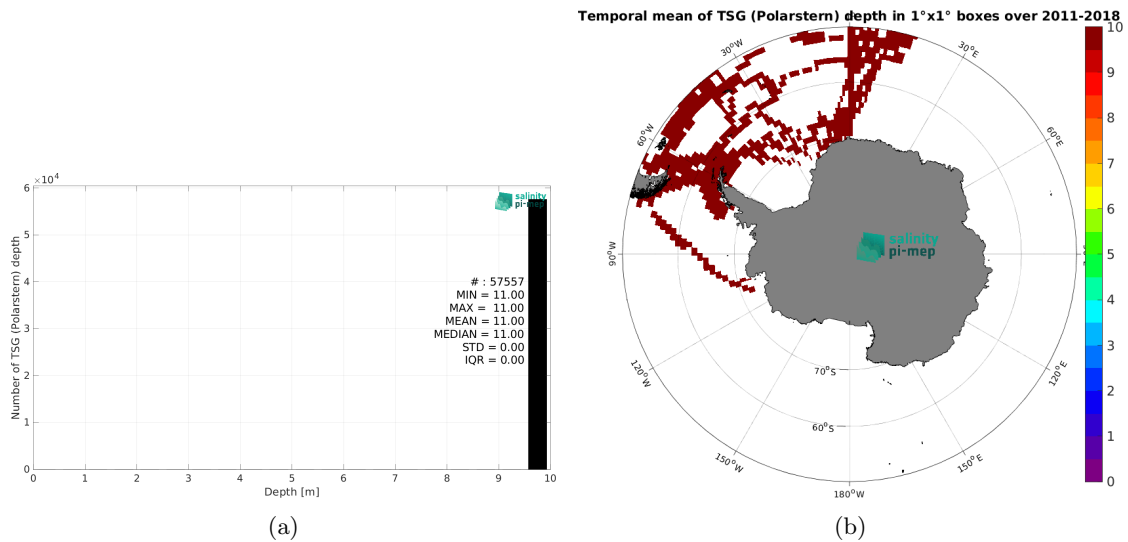 ×10⁴
6
5
4
3
2
1
0
Number of TSG (Polarstern) depth
salinity
pi-mep
# : 57557
MIN = 11.00
MAX = 11.00
MEAN = 11.00
MEDIAN = 11.00
STD = 0.00
IQR = 0.00
0 1 2 3 4 5 6 7 8 9 10
Depth [m]
(a)
Temporal mean of TSG (Polarstern) depth in 1°x1° boxes over 2011-2018
30°W
30°E
60°W
60°E
90°W
salinity
pi-mep
120°W
120°E
70°S
60°S
150°W
150°E
180°W
10
9
8
7
6
5
4
3
2
1
0
(b)